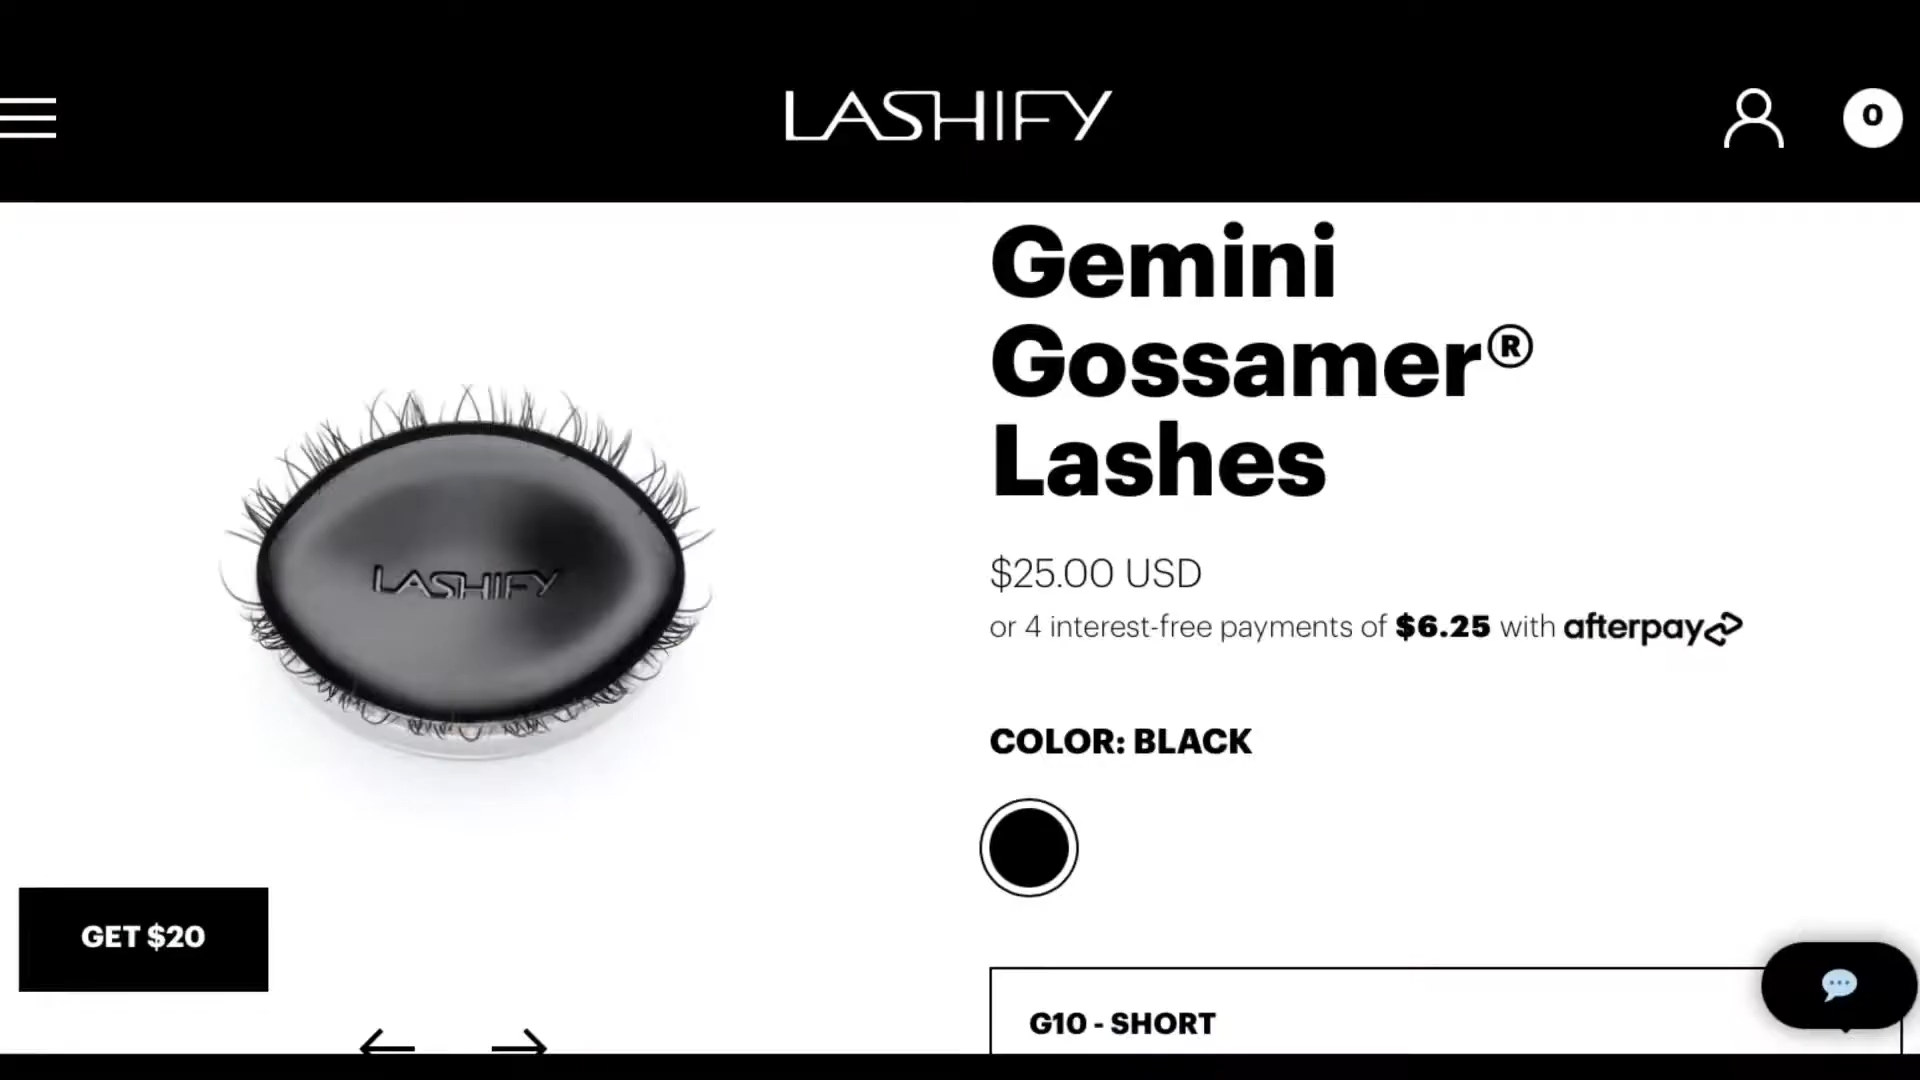 LASHIFY
0
Gemini
Gossamer®
Lashes
$25.00 USD
or 4 interest-free payments of $6.25 with afterpay
COLOR: BLACK
LASHIFY
GET $20
G10 - SHORT